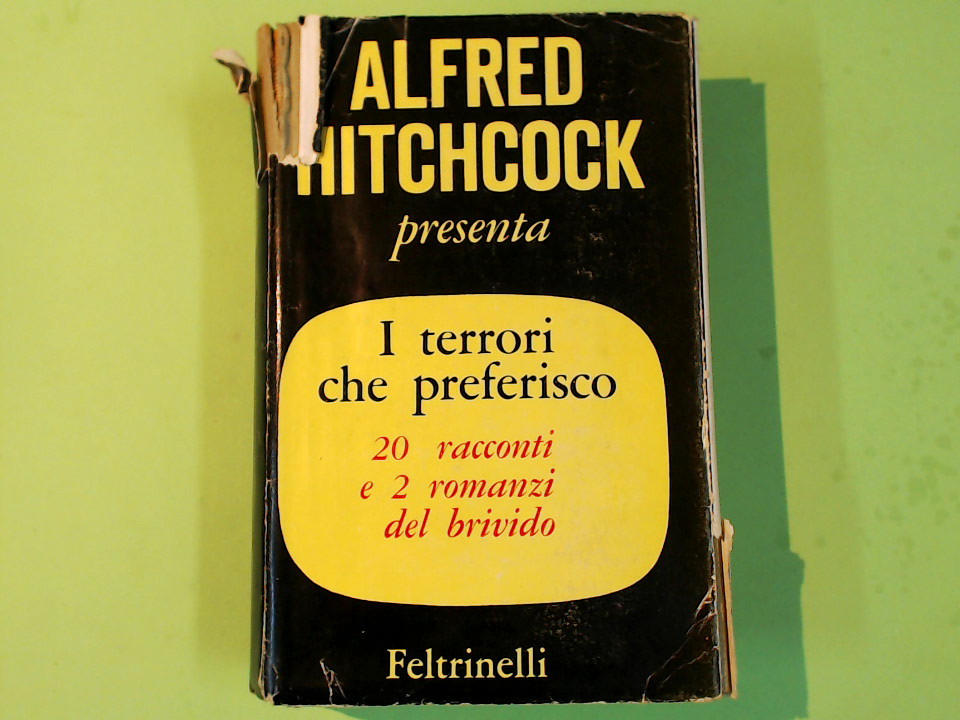 ALFRED
HITCHCOCK
presenta
I terrori
che preferisco
20 racconti
e 2 romanzi
del brivido
Feltrinelli